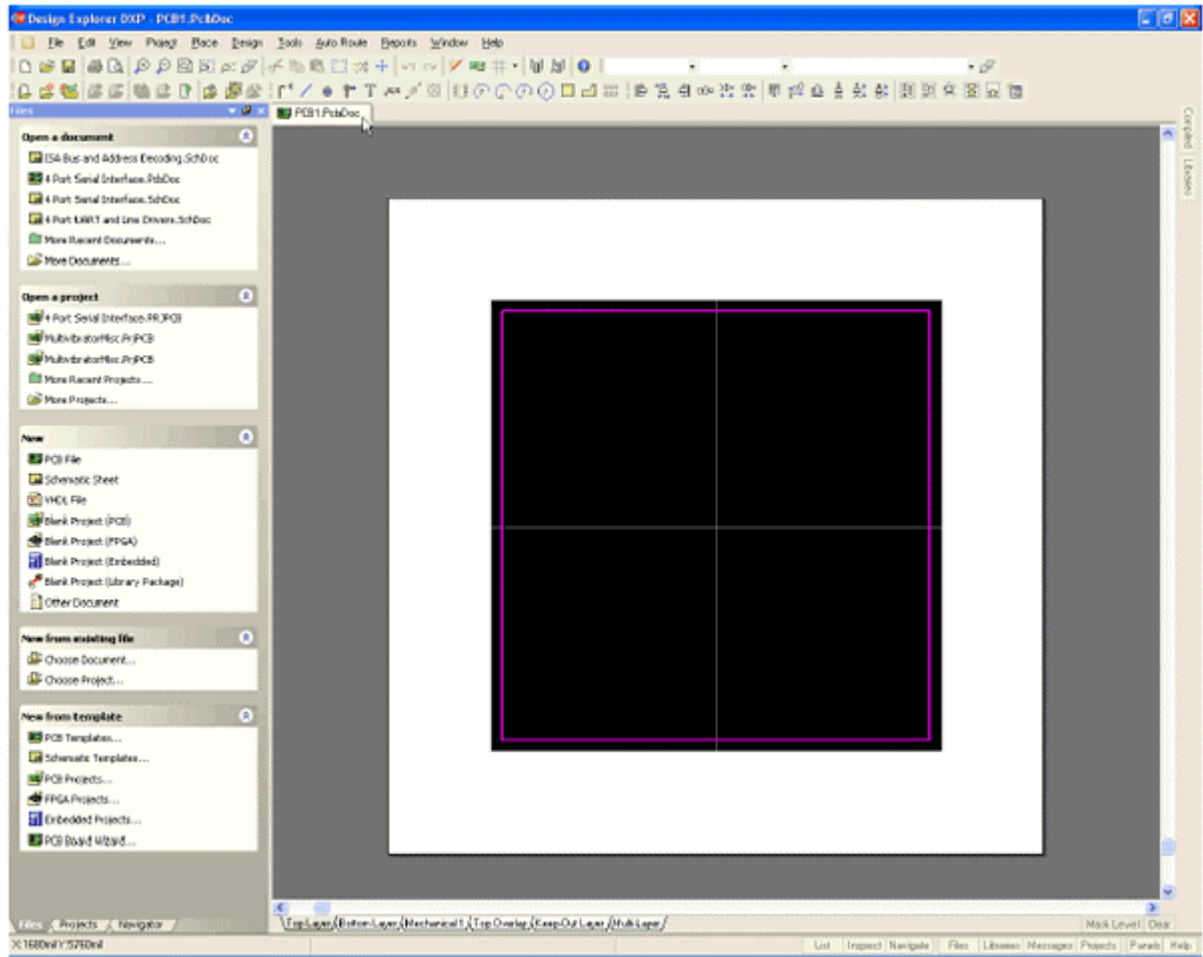 Design Explorer DXP - PCB1.PcbDoc
File Edit View Project Place Design Tools Auto Route Reports Window Help
Files
PCB1.PcbDoc
Compiled Libraries
Open a document
ISA Bus and Address Decoding.SchDoc
4 Port Serial Interface.PcbDoc
4 Port Serial Interface.SchDoc
4 Port UART and Line Drivers.SchDoc
More Recent Documents...
More Documents...
Open a project
4 Port Serial Interface.PRJPCB
MultivibratorMisc.PrjPCB
MultivibratorMisc.PrjPCB
More Recent Projects...
More Projects...
New
PCB File
Schematic Sheet
VHDL File
Blank Project (PCB)
Blank Project (FPGA)
Blank Project (Embedded)
Blank Project (Library Package)
Other Document
New from existing file
Choose Document...
Choose Project...
New from template
PCB Templates...
Schematic Templates...
PCB Projects...
FPGA Projects...
Embedded Projects...
PCB Board Wizard...
Files Projects Navigator
Top Layer Bottom Layer Mechanical 1 Top Overlay Keep-Out Layer Multi-Layer
Mask Level Clear
X:1680mil Y:5760mil
List Inspect Navigate Files Libraries Messages Projects Panels Help